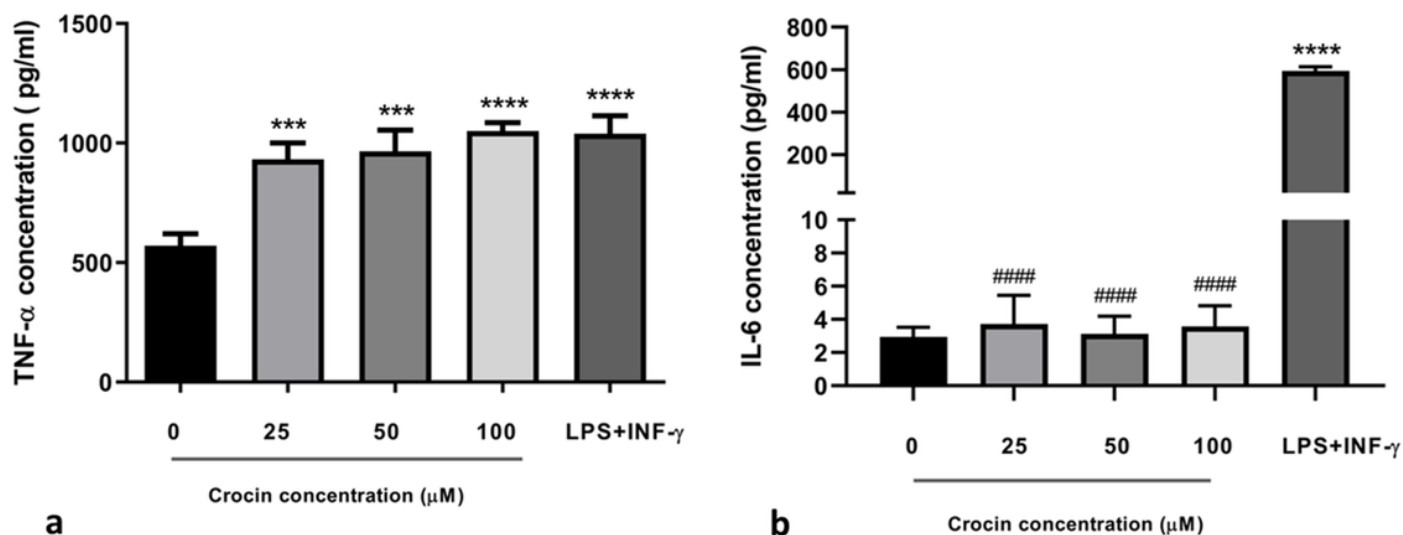 TNF-α concentration ( pg/ml)
1500
1000
500
0
***
***
****
****
0 25 50 100 LPS+INF-γ
Crocin concentration (μM)
a
IL-6 concentration (pg/ml)
800
600
400
200
10
8
6
4
2
0
####
####
####
****
0 25 50 100 LPS+INF-γ
Crocin concentration (μM)
b